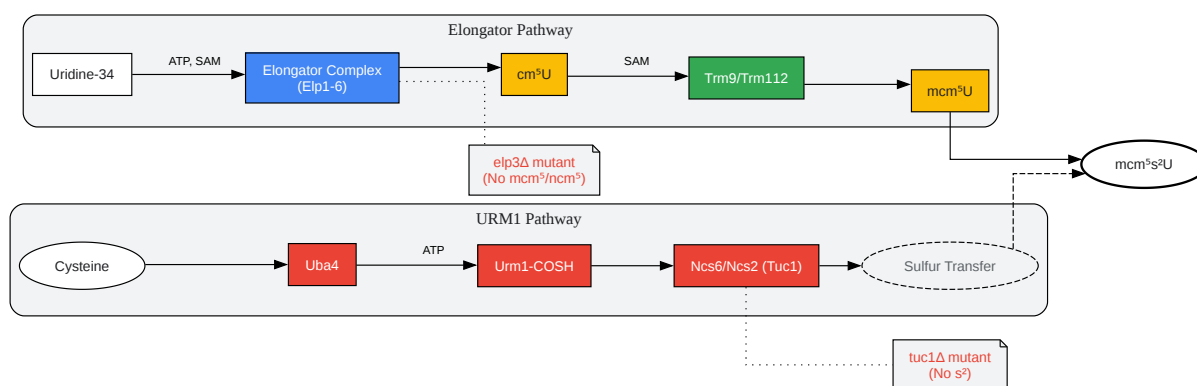 Elongator Pathway
Uridine-34
ATP, SAM
Elongator Complex
(Elp1-6)
cm⁵U
SAM
Trm9/Trm112
mcm⁵U
elp3Δ mutant
(No mcm⁵/ncm⁵)
mcm⁵s²U
URM1 Pathway
Cysteine
Uba4
ATP
Urm1-COSH
Ncs6/Ncs2 (Tuc1)
Sulfur Transfer
tuc1Δ mutant
(No s²)